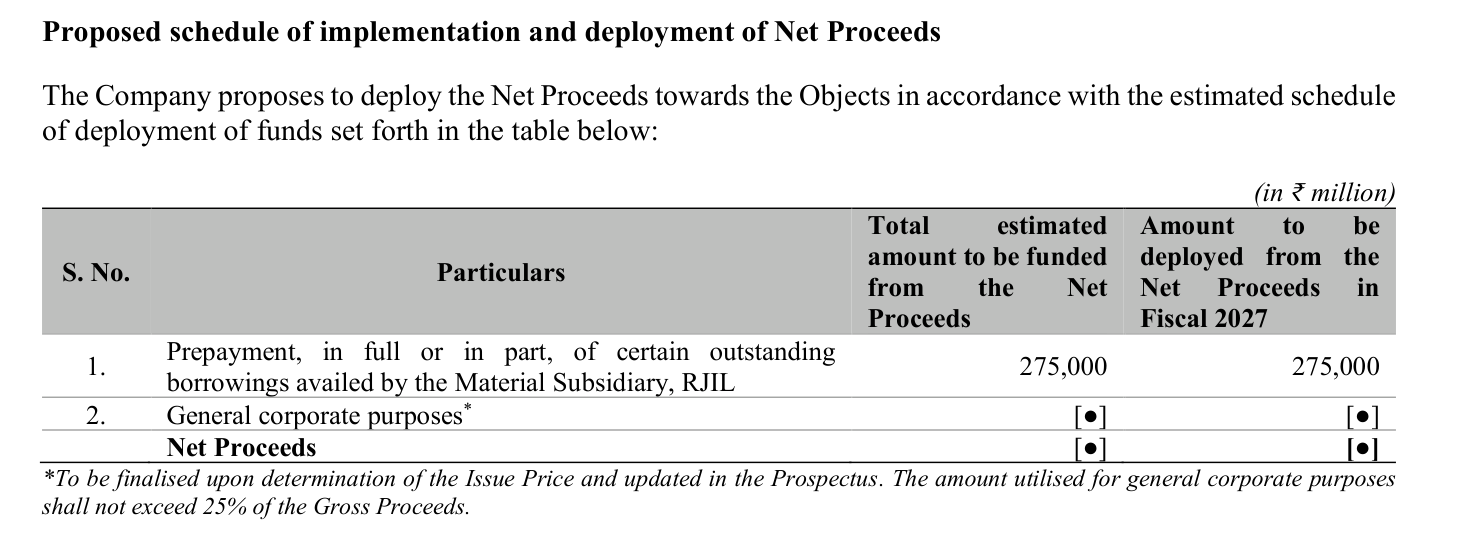 Proposed schedule of implementation and deployment of Net Proceeds
The Company proposes to deploy the Net Proceeds towards the Objects in accordance with the estimated schedule
of deployment of funds set forth in the table below:
(in ₹ million)
S. No.
Particulars
Total estimated
amount to be funded
from the Net
Proceeds
Amount to be
deployed from the
Net Proceeds in
Fiscal 2027
1.
Prepayment, in full or in part, of certain outstanding
borrowings availed by the Material Subsidiary, RJIL
275,000
275,000
2.
General corporate purposes*
[●]
[●]
Net Proceeds
[●]
[●]
*To be finalised upon determination of the Issue Price and updated in the Prospectus. The amount utilised for general corporate purposes
shall not exceed 25% of the Gross Proceeds.